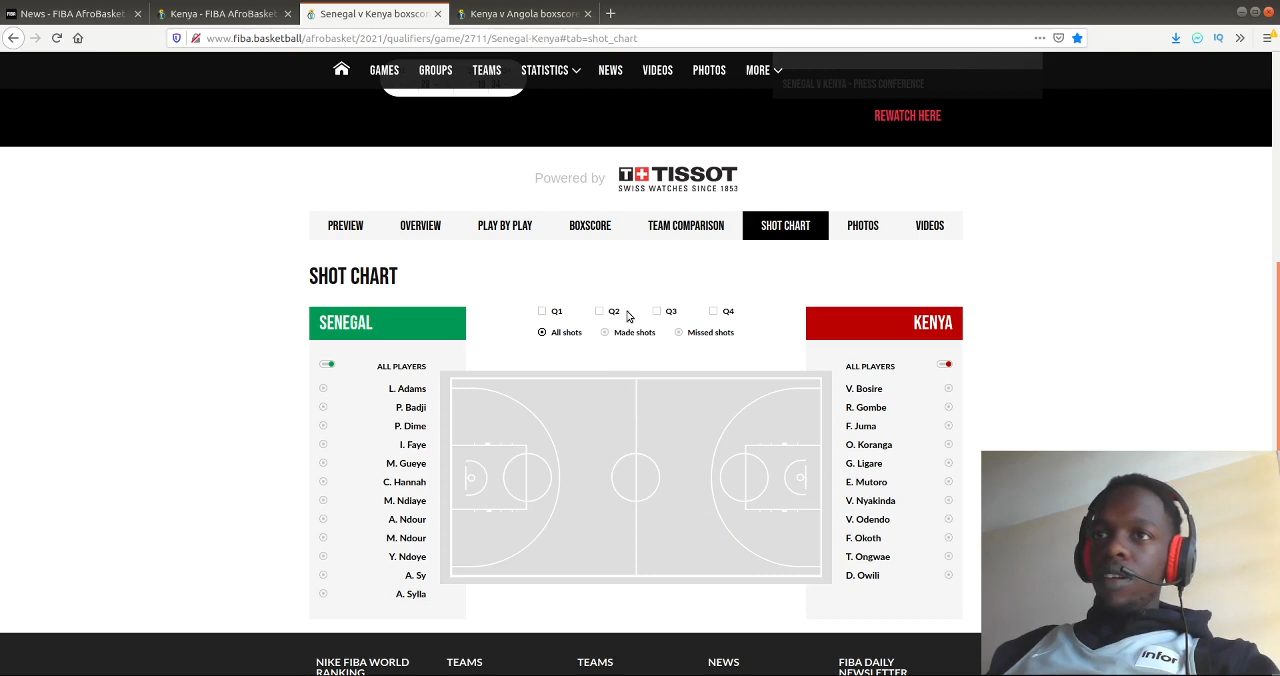 News - FIBA AfroBasket
Kenya - FIBA AfroBasket
Senegal v Kenya boxscore
Kenya v Angola boxscore
www.fiba.basketball/afrobasket/2021/qualifiers/game/2711/Senegal-Kenya#tab=shot_chart
GAMES GROUPS TEAMS STATISTICS NEWS VIDEOS PHOTOS MORE
SENEGAL V KENYA - PRESS CONFERENCE
REWATCH HERE
Powered by TISSOT
SWISS WATCHES SINCE 1853
PREVIEW OVERVIEW PLAY BY PLAY BOXSCORE TEAM COMPARISON SHOT CHART PHOTOS VIDEOS
SHOT CHART
SENEGAL
Q1 Q2 Q3 Q4
All shots Made shots Missed shots
KENYA
ALL PLAYERS
L. Adams
P. Badji
P. Dime
I. Faye
M. Gueye
C. Hannah
M. Ndiaye
A. Ndour
M. Ndour
Y. Ndoye
A. Sy
A. Sylla
ALL PLAYERS
V. Bosire
R. Gombe
F. Juma
O. Koranga
G. Ligare
E. Mutoro
V. Nyakinda
V. Odendo
F. Okoth
T. Ongwae
D. Owili
infor
NIKE FIBA WORLD
RANKING
TEAMS
TEAMS
NEWS
FIBA DAILY
NEWSLETTER